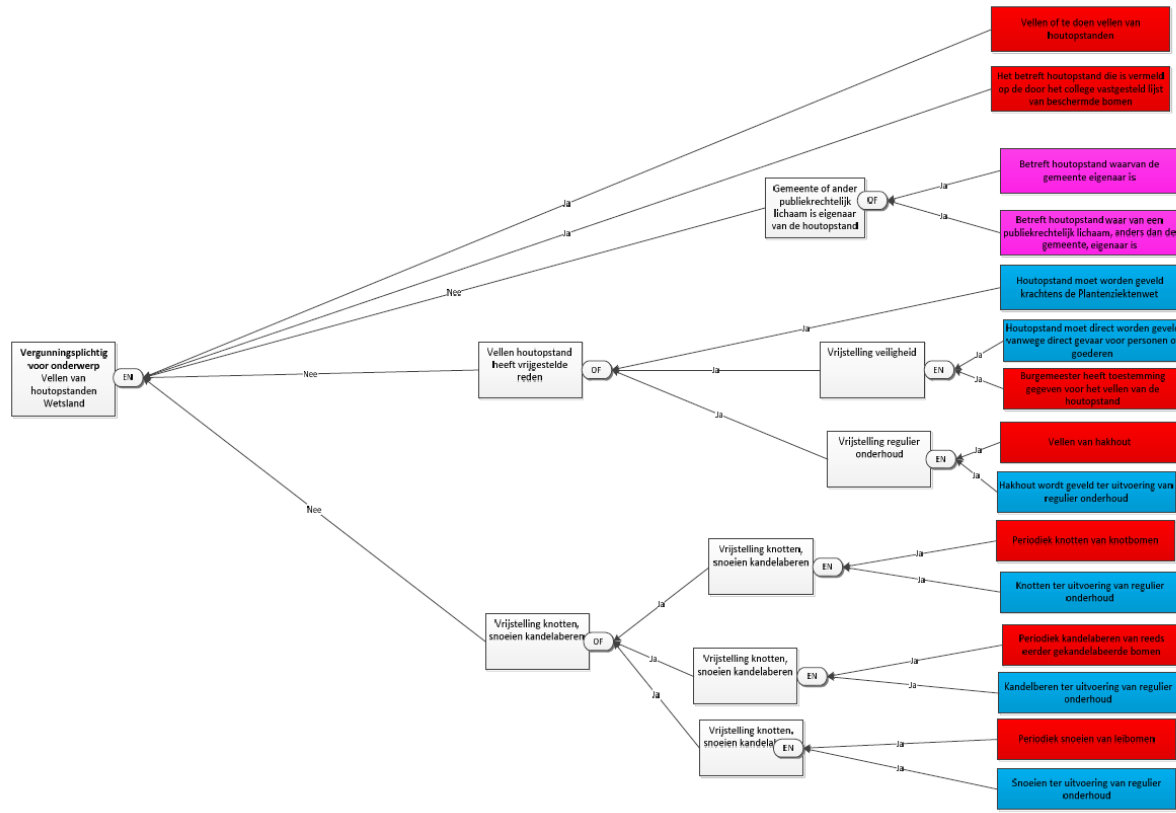 Vellen of te doen vellen van
houtopstanden
Het betreft houtopstand die is vermeld
op de door het college vastgesteld lijst
van beschermde bomen
Betreft houtopstand waarvan de
gemeente eigenaar is
Ja
Gemeente of ander
publiekrechtelijk
lichaam is eigenaar
van de houtopstand
OF
Ja
Ja
Betreft houtopstand waar van een
publiekrechtelijk lichaam, anders dan de
gemeente, eigenaar is
Ja
Ja
Houtopstand moet worden geveld
krachtens de Plantenziektenwet
Nee
Ja
Houtopstand moet direct worden geveld
vanwege direct gevaar voor personen of
goederen
Vergunningsplichtig
voor onderwerp
Vellen van
houtopstanden
Wetsland
EN
Nee
Vellen houtopstand
heeft vrijgestelde
reden
OF
Ja
Vrijstelling veiligheid
EN
Ja
Ja
Burgemeester heeft toestemming
gegeven voor het vellen van de
houtopstand
Ja
Vrijstelling regulier
onderhoud
EN
Ja
Vellen van hakhout
Ja
Hakhout wordt geveld ter uitvoering van
regulier onderhoud
Nee
Vrijstelling knotten,
snoeien kandelaberen
EN
Ja
Periodiek knotten van knotbomen
Ja
Knotten ter uitvoering van regulier
onderhoud
Ja
Vrijstelling knotten,
snoeien kandelaberen
OF
Ja
Vrijstelling knotten,
snoeien kandelaberen
EN
Ja
Periodiek kandelaberen van reeds
eerder gekandelabeerde bomen
Ja
Kandelberen ter uitvoering van regulier
onderhoud
Ja
Vrijstelling knotten,
snoeien kandela
EN
Ja
Periodiek snoeien van leibomen
Ja
Snoeien ter uitvoering van regulier
onderhoud